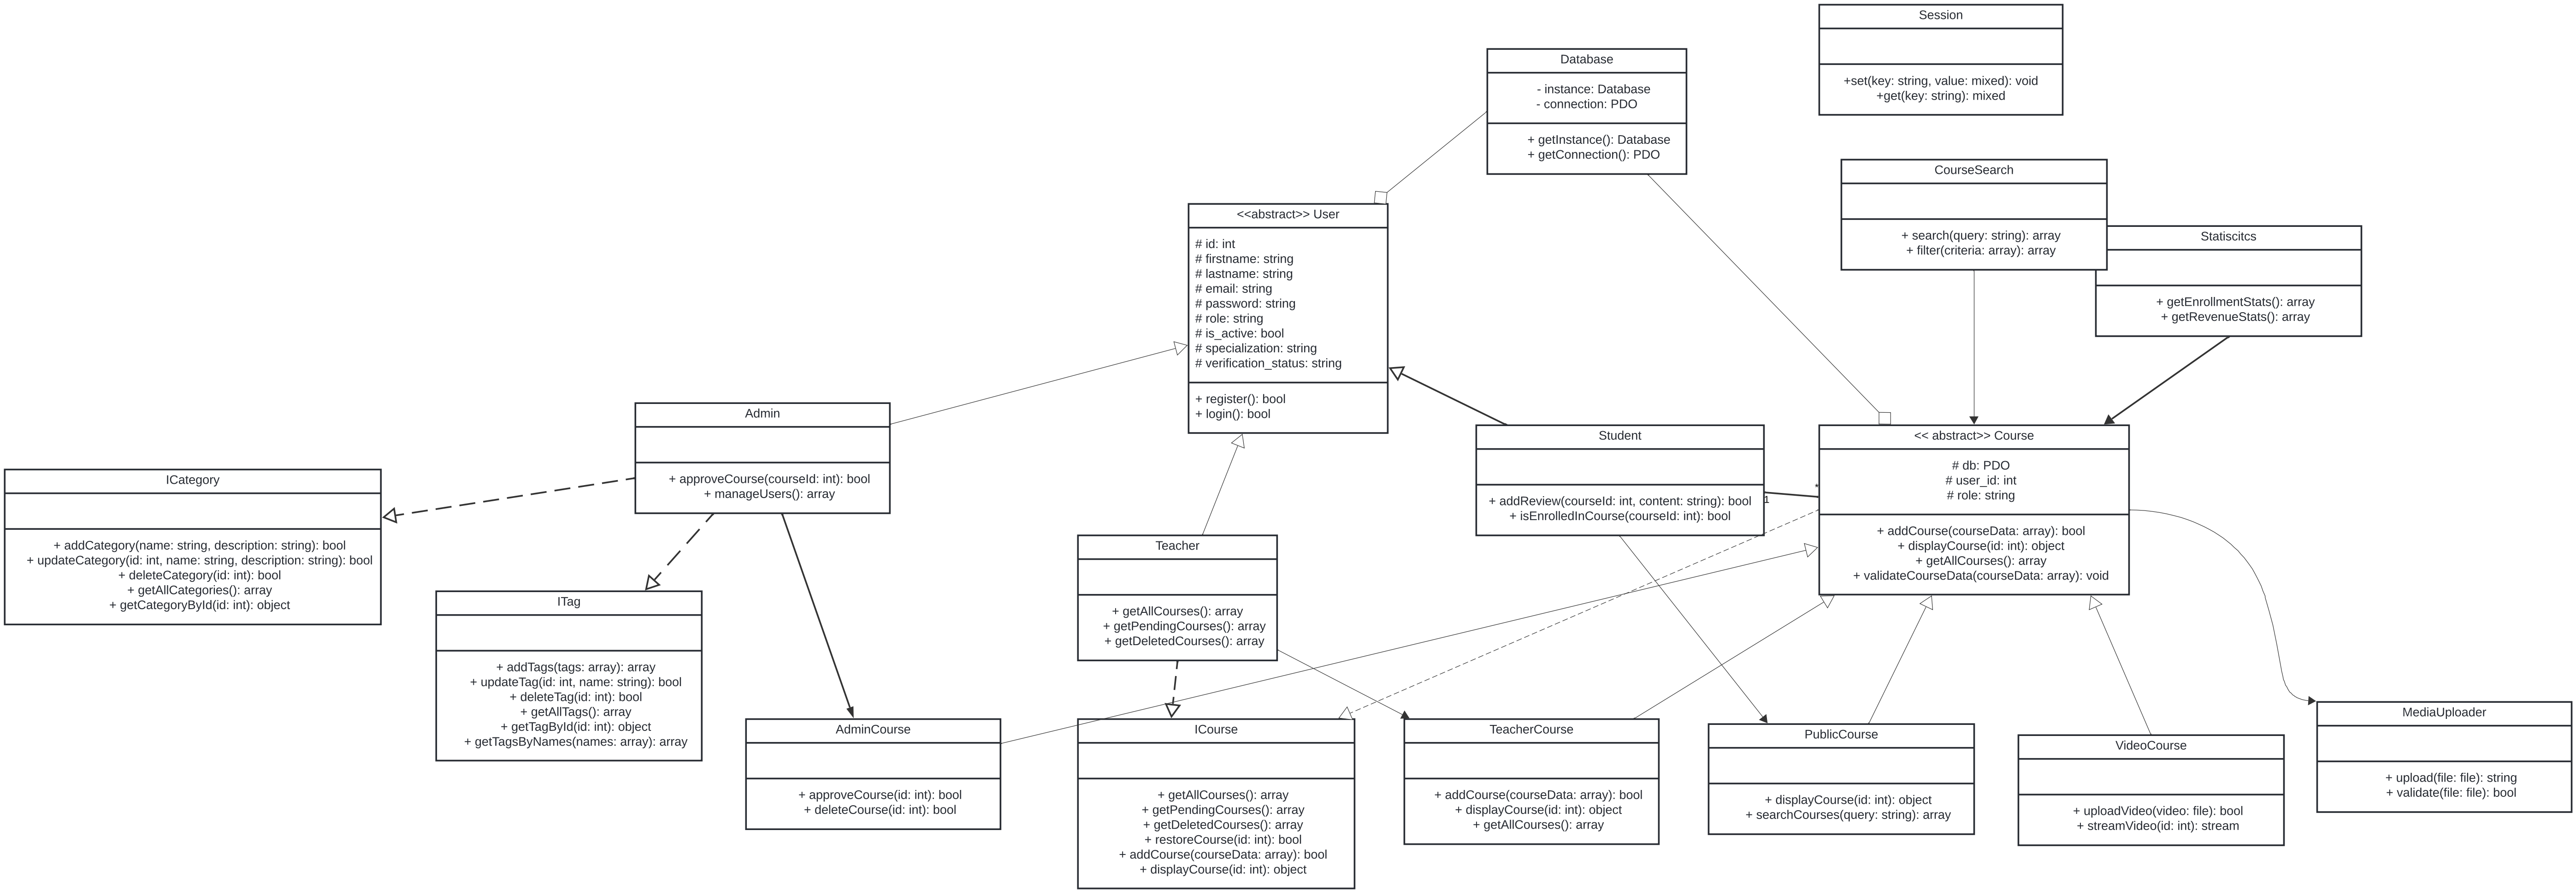 Session
+set(key: string, value: mixed): void
+get(key: string): mixed
Database
- instance: Database
- connection: PDO
+ getInstance(): Database
+ getConnection(): PDO
CourseSearch
+ search(query: string): array
+ filter(criteria: array): array
<<abstract>> User
# id: int
# firstname: string
# lastname: string
# email: string
# password: string
# role: string
# is_active: bool
# specialization: string
# verification_status: string
+ register(): bool
+ login(): bool
Statiscitcs
+ getEnrollmentStats(): array
+ getRevenueStats(): array
Admin
+ approveCourse(courseId: int): bool
+ manageUsers(): array
Student
+ addReview(courseId: int, content: string): bool
+ isEnrolledInCourse(courseId: int): bool
1
*
<< abstract>> Course
# db: PDO
# user_id: int
# role: string
+ addCourse(courseData: array): bool
+ displayCourse(id: int): object
+ getAllCourses(): array
+ validateCourseData(courseData: array): void
ICategory
+ addCategory(name: string, description: string): bool
+ updateCategory(id: int, name: string, description: string): bool
+ deleteCategory(id: int): bool
+ getAllCategories(): array
+ getCategoryById(id: int): object
Teacher
+ getAllCourses(): array
+ getPendingCourses(): array
+ getDeletedCourses(): array
ITag
+ addTags(tags: array): array
+ updateTag(id: int, name: string): bool
+ deleteTag(id: int): bool
+ getAllTags(): array
+ getTagById(id: int): object
+ getTagsByNames(names: array): array
AdminCourse
+ approveCourse(id: int): bool
+ deleteCourse(id: int): bool
ICourse
+ getAllCourses(): array
+ getPendingCourses(): array
+ getDeletedCourses(): array
+ restoreCourse(id: int): bool
+ addCourse(courseData: array): bool
+ displayCourse(id: int): object
TeacherCourse
+ addCourse(courseData: array): bool
+ displayCourse(id: int): object
+ getAllCourses(): array
PublicCourse
+ displayCourse(id: int): object
+ searchCourses(query: string): array
VideoCourse
+ uploadVideo(video: file): bool
+ streamVideo(id: int): stream
MediaUploader
+ upload(file: file): string
+ validate(file: file): bool